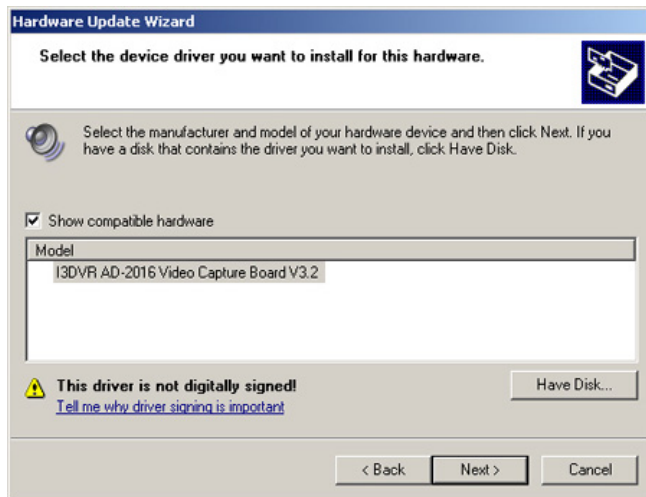 Hardware Update Wizard
Select the device driver you want to install for this hardware.
Select the manufacturer and model of your hardware device and then click Next. If you
have a disk that contains the driver you want to install, click Have Disk.
Show compatible hardware
Model
I3DVR AD-2016 Video Capture Board V3.2
This driver is not digitally signed!
Have Disk...
Tell me why driver signing is important
< Back
Next >
Cancel